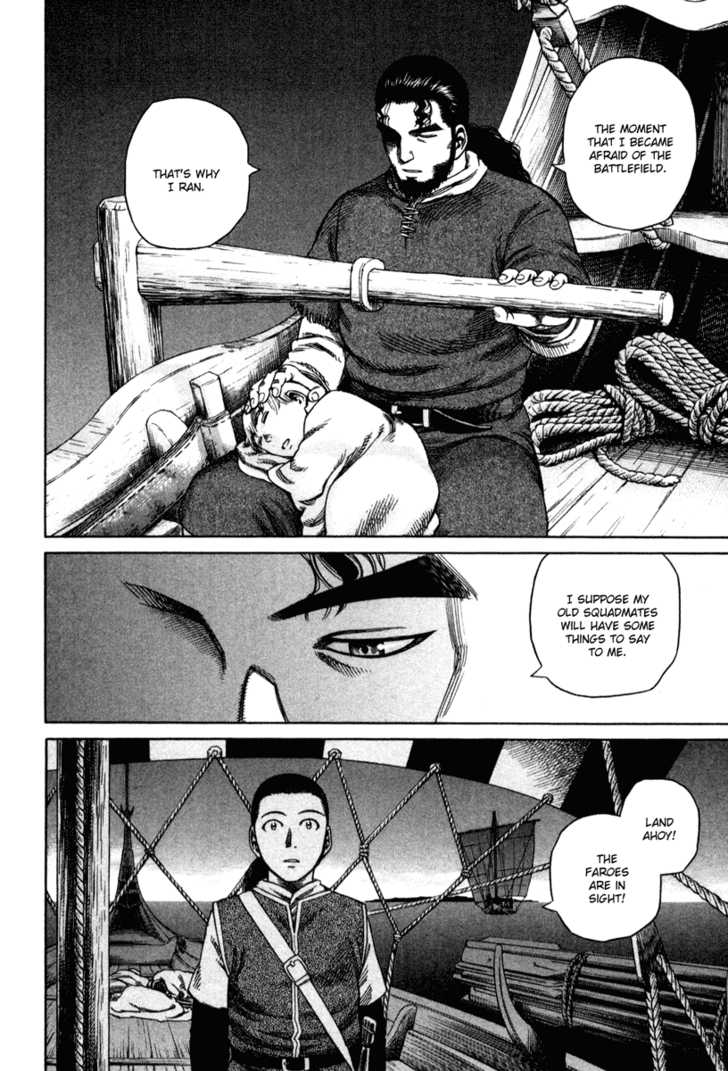 THE MOMENT
THAT I BECAME
AFRAID OF THE
BATTLEFIELD.
THAT'S WHY
I RAN.
I SUPPOSE MY
OLD SQUADMATES
WILL HAVE SOME
THINGS TO SAY
TO ME.
LAND
AHOY!
THE
FAROES
ARE IN
SIGHT!